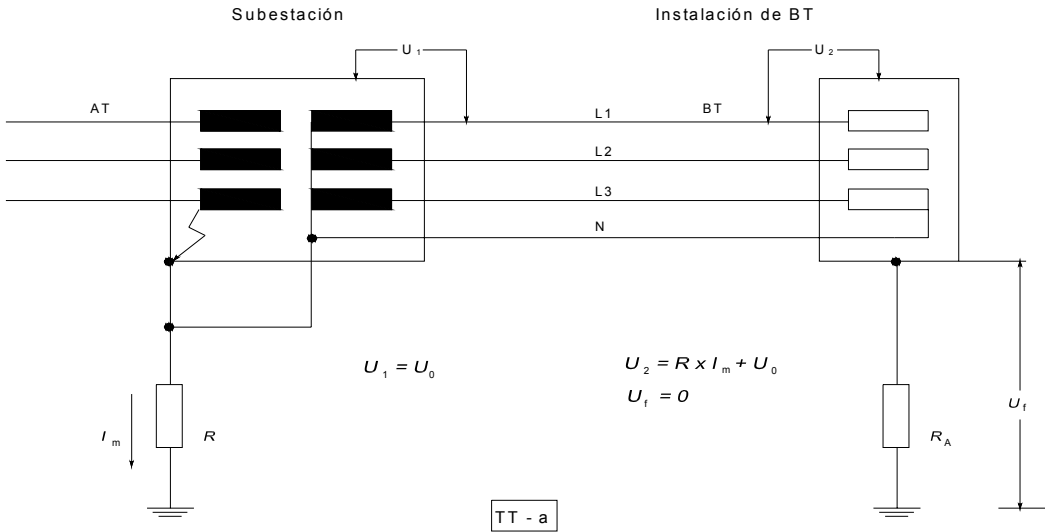 Subestación
Instalación de BT
U1
U2
AT
L1
BT
L2
L3
N
U1 = U0
U2 = R x Im + U0
Uf = 0
Uf
Im
R
RA
TT - a